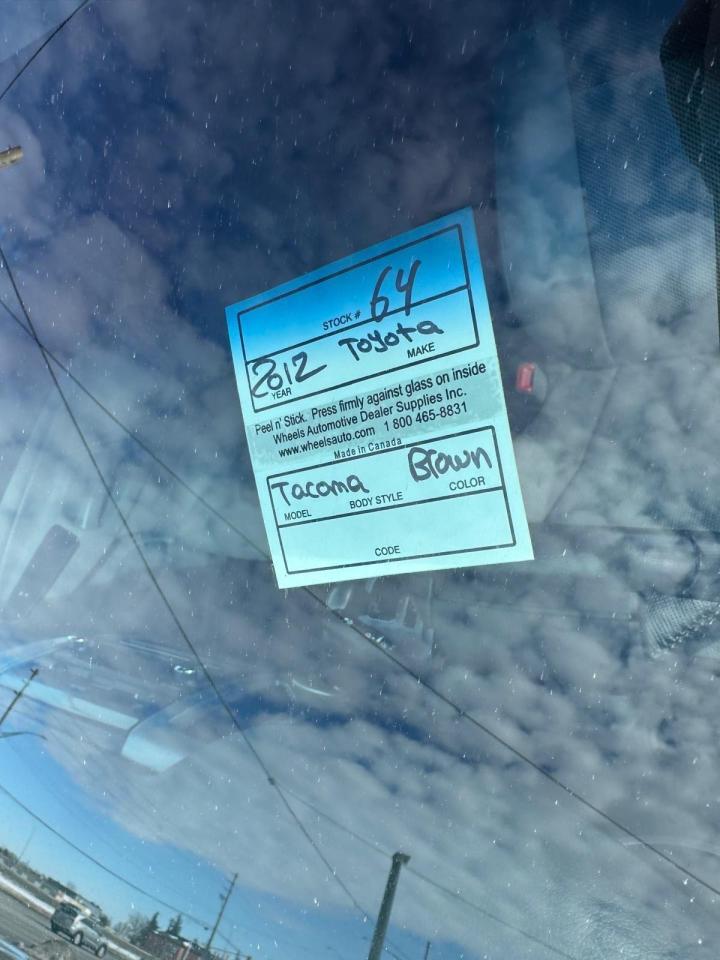 STOCK # 64
2012 Toyota
YEAR MAKE
Peel n' Stick. Press firmly against glass on inside
Wheels Automotive Dealer Supplies Inc.
www.wheelsauto.com 1 800 465-8831
Made in Canada
Tacoma Brown
MODEL BODY STYLE COLOR
CODE